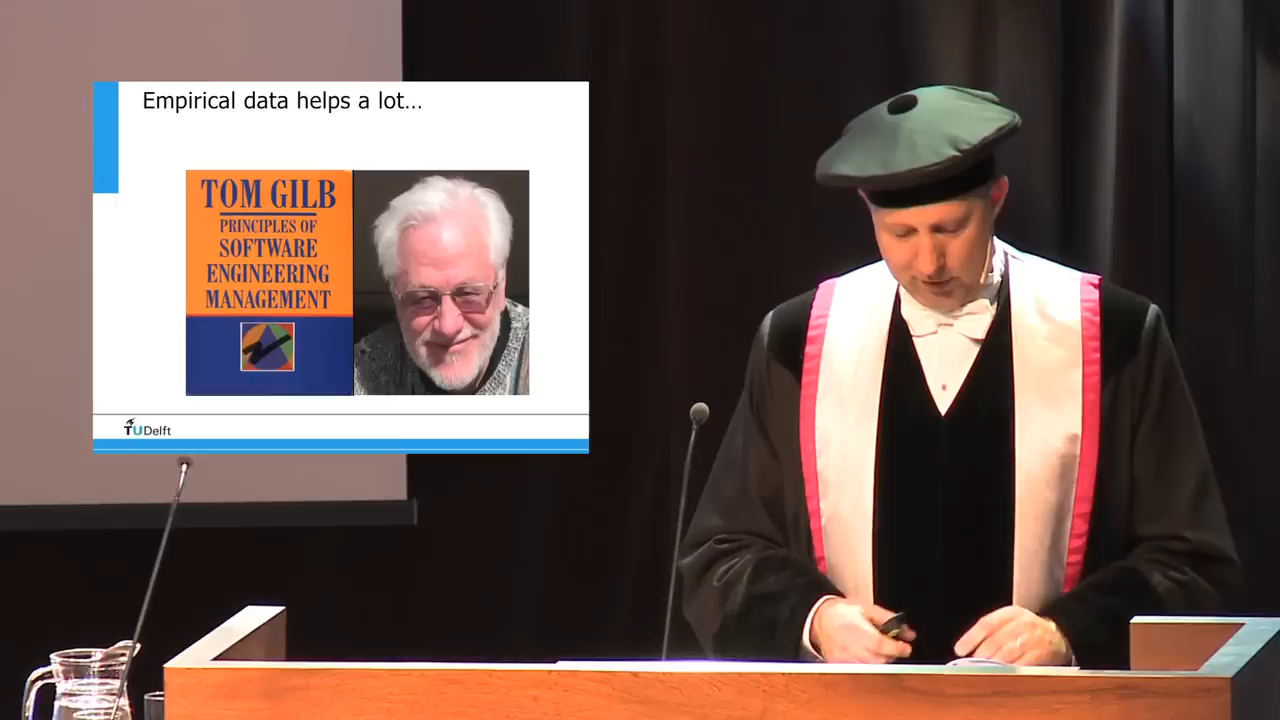 Empirical data helps a lot...
TOM GILB
PRINCIPLES OF
SOFTWARE
ENGINEERING
MANAGEMENT
TUDelft